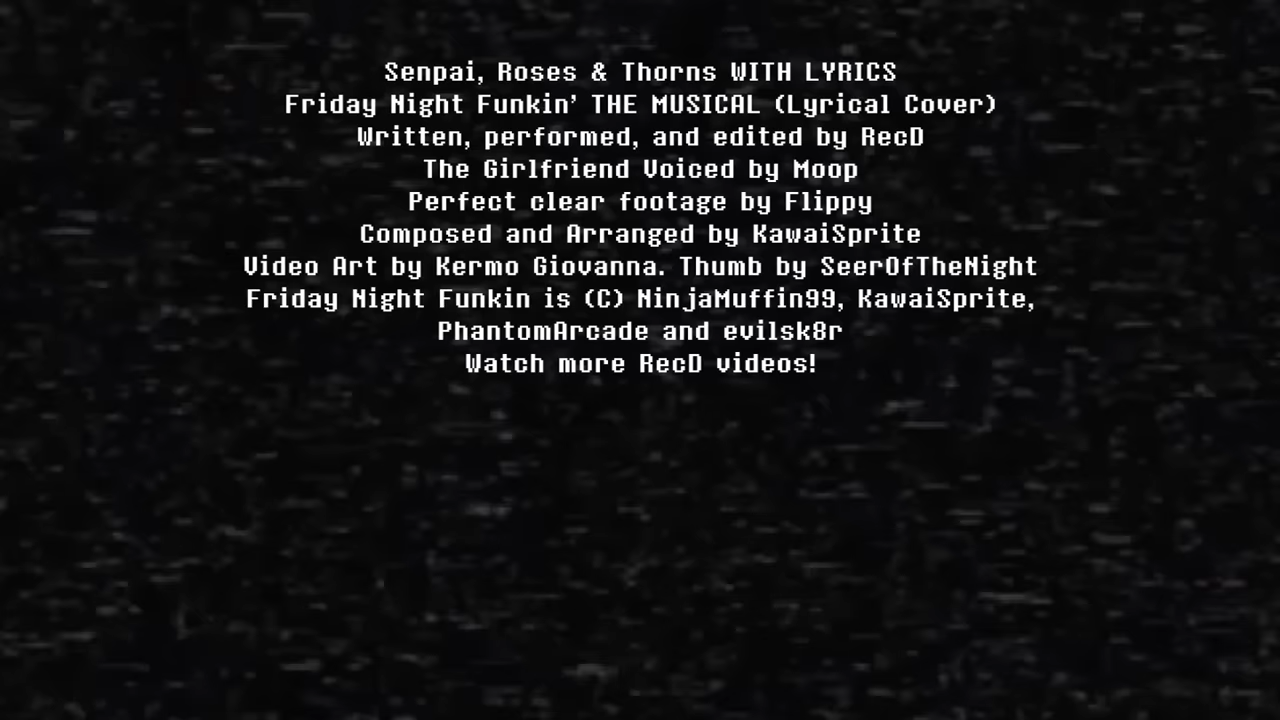 Senpai, Roses & Thorns WITH LYRICS
Friday Night Funkin' THE MUSICAL (Lyrical Cover)
Written, performed, and edited by RecD
The Girlfriend Voiced by Moop
Perfect clear footage by Flippy
Composed and Arranged by KawaiSprite
Video Art by Kermo Giovanna. Thumb by SeerOfTheNight
Friday Night Funkin is (C) NinjaMuffin99, KawaiSprite,
PhantomArcade and evilsk8r
Watch more RecD videos!